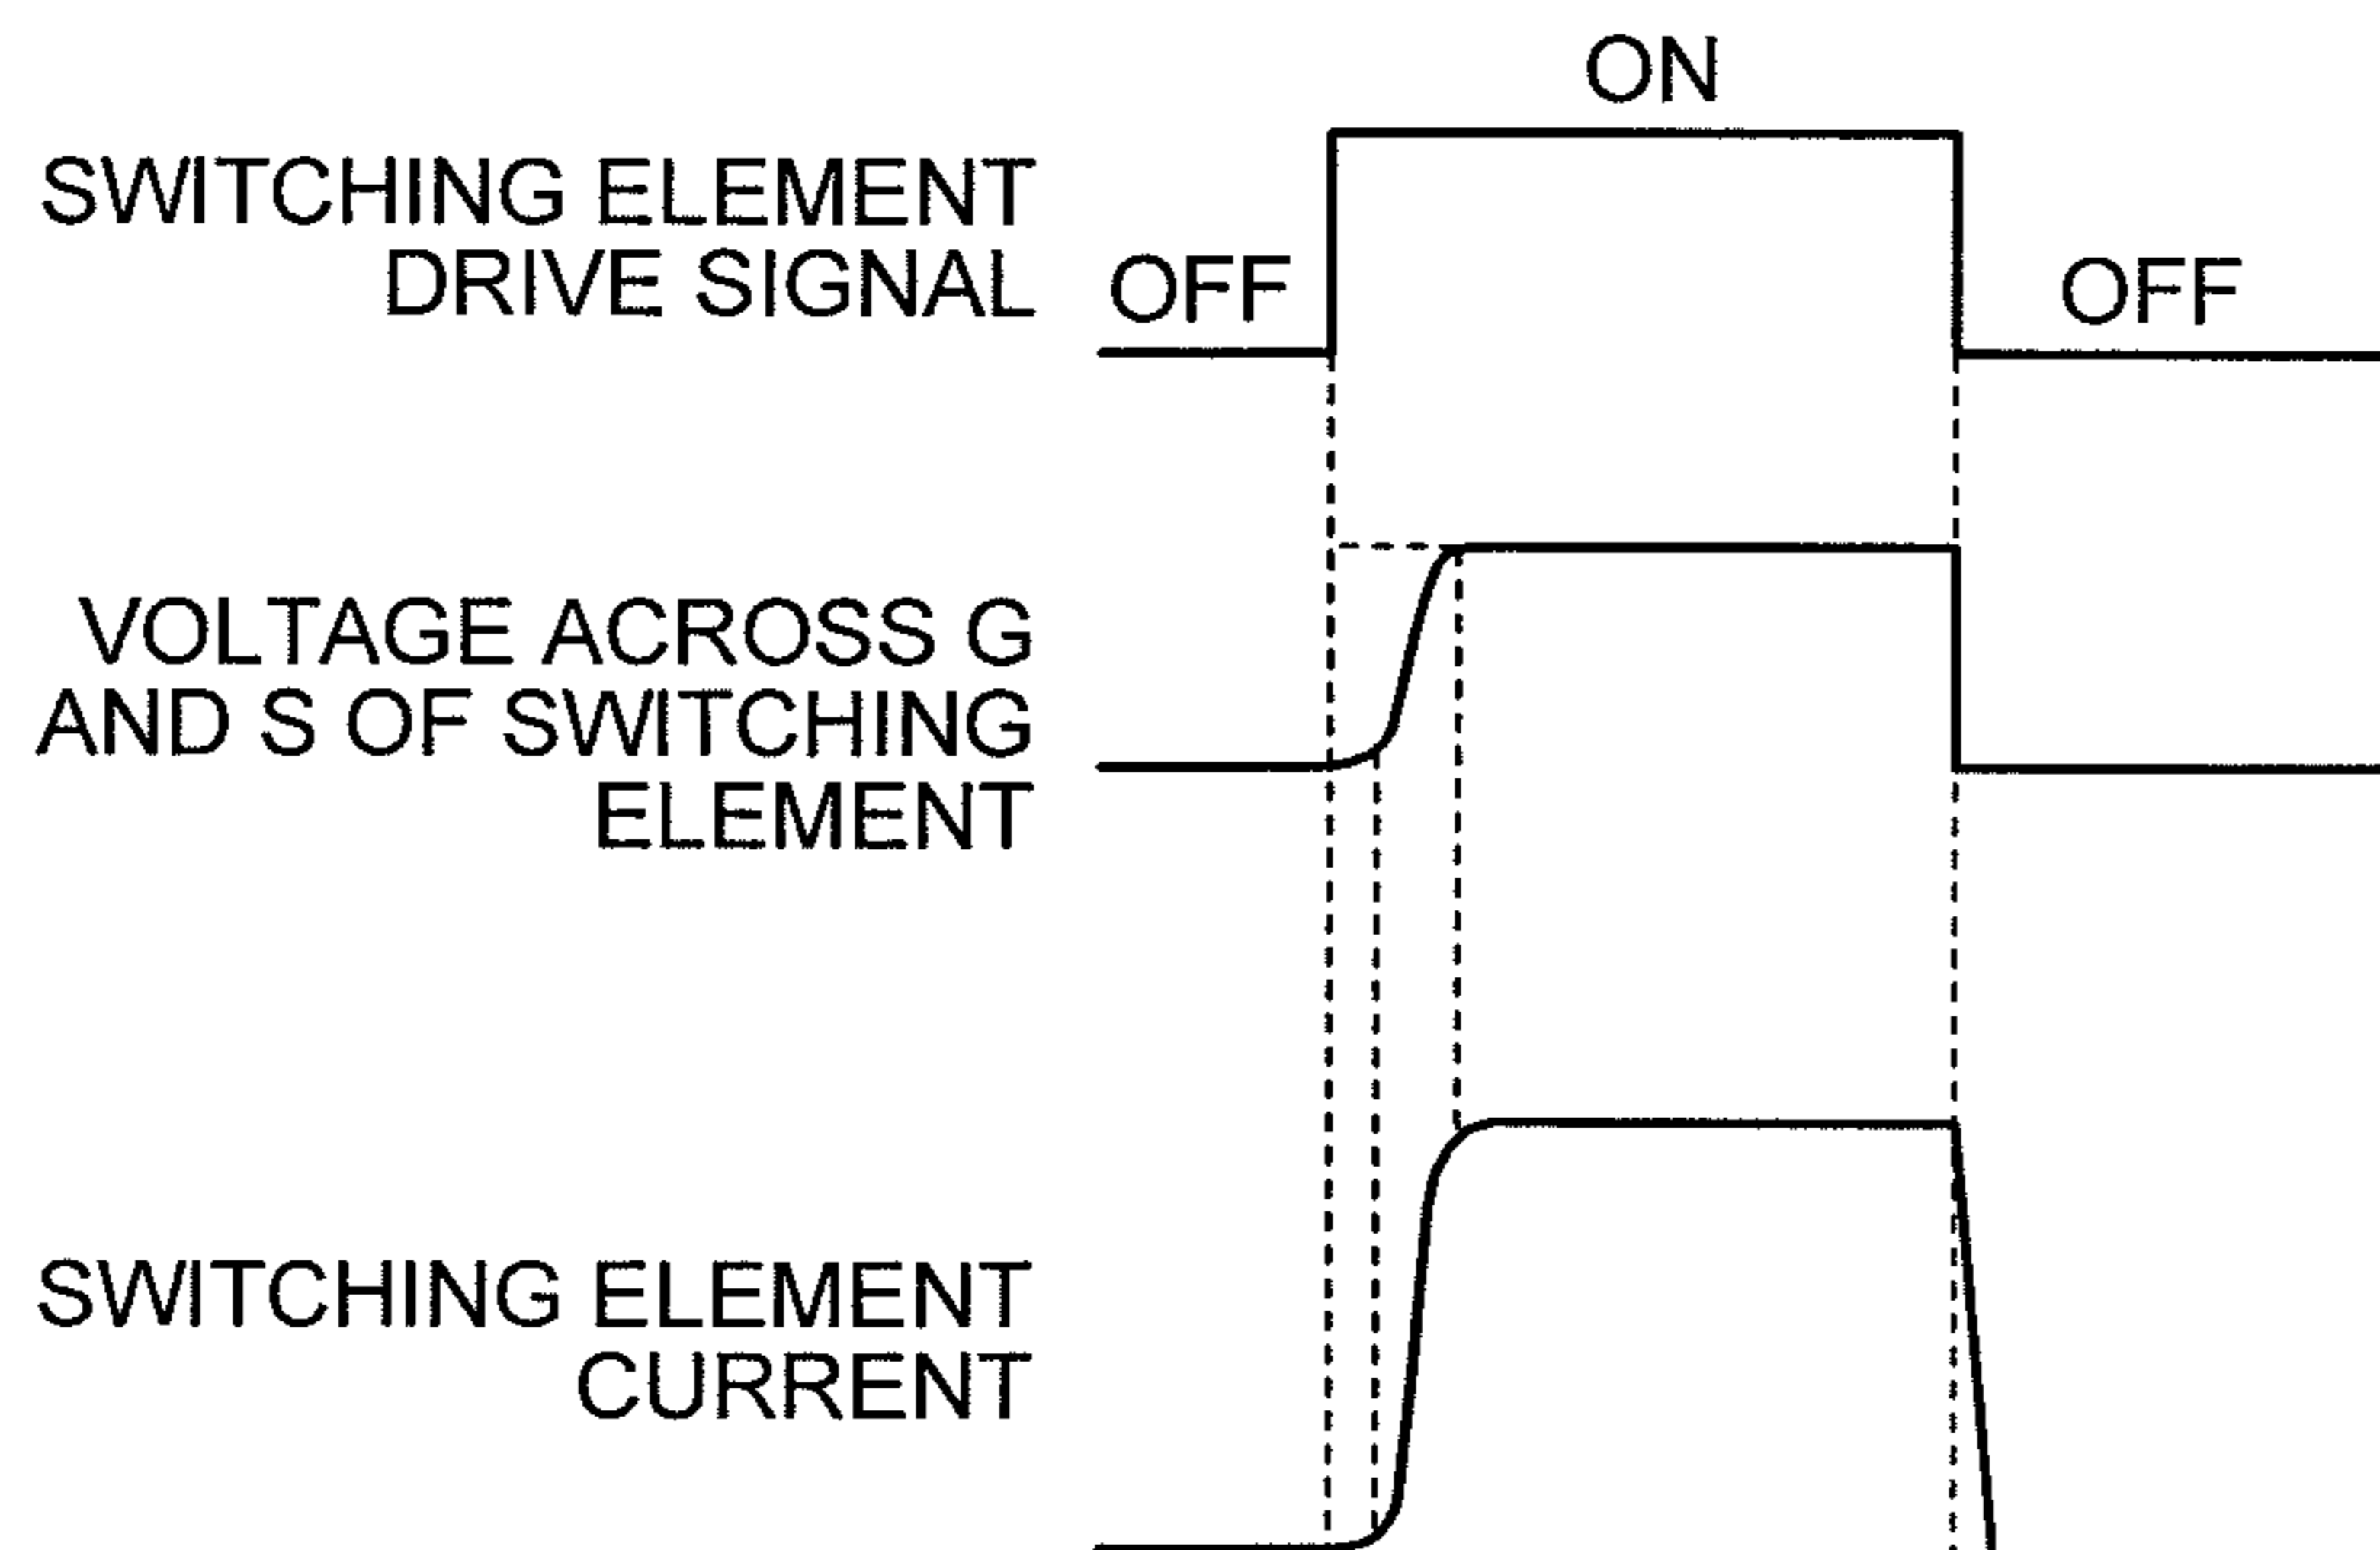 ON
SWITCHING ELEMENT
DRIVE SIGNAL
OFF
OFF
VOLTAGE ACROSS G
AND S OF SWITCHING
ELEMENT
SWITCHING ELEMENT
CURRENT